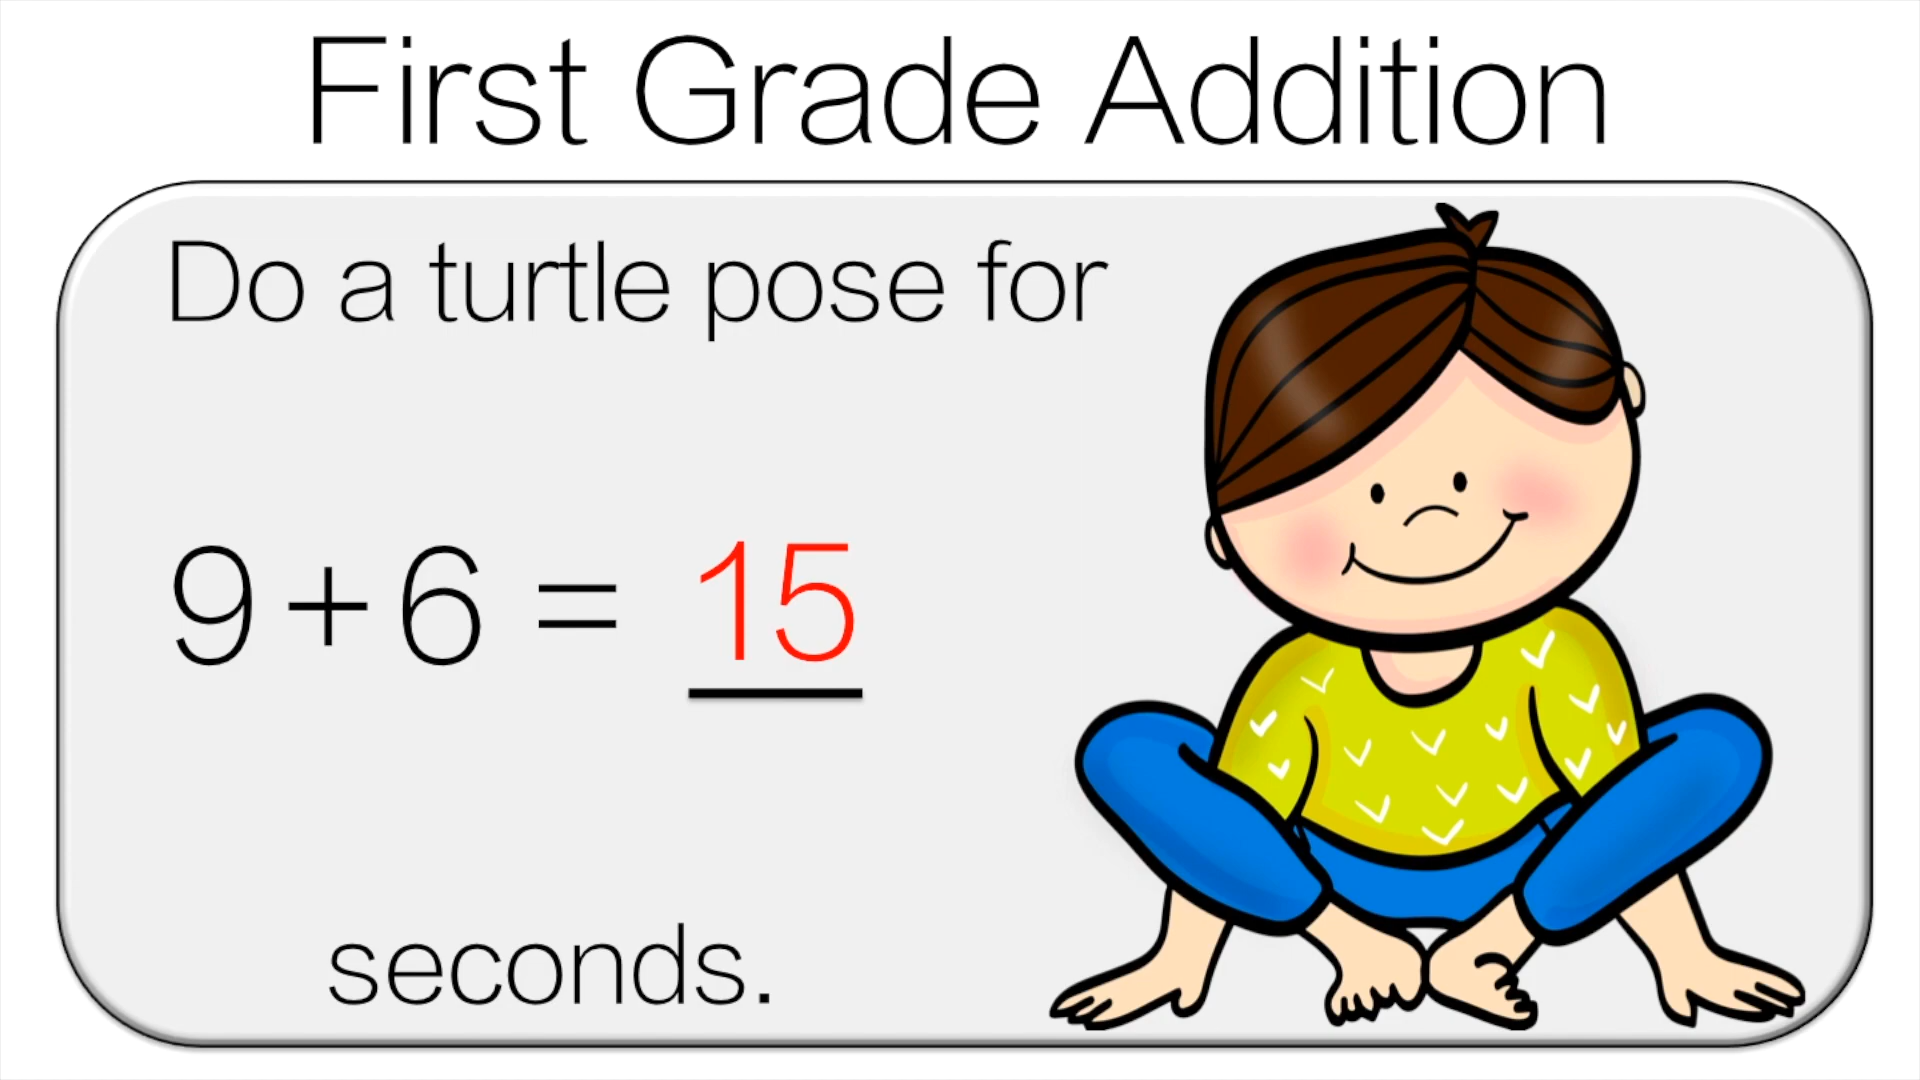 First Grade Addition
Do a turtle pose for
9 + 6 = 15
seconds.